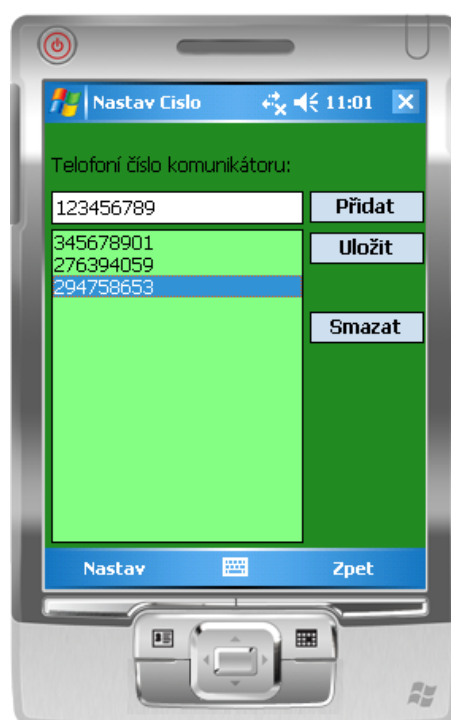 Nastav Cislo 11:01
Telofoní číslo komunikátoru:
123456789 Přidat
345678901 Uložit
276394059
294758653
Smazat
Nastav Zpet